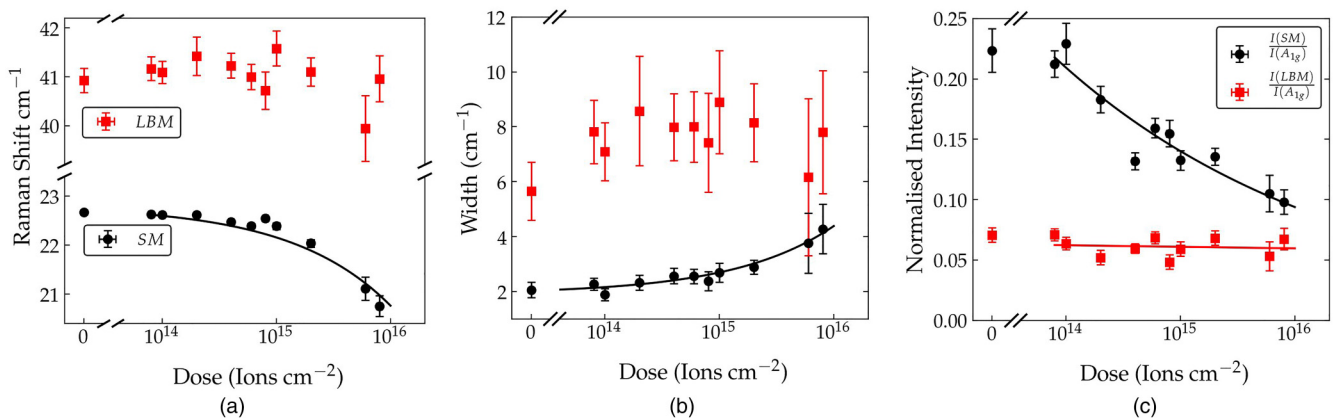 42
41
40
23
22
21
Raman Shift cm⁻¹
LBM
SM
0
10¹⁴
10¹⁵
10¹⁶
Dose (Ions cm⁻²)
(a)
12
10
8
6
4
2
Width (cm⁻¹)
0
10¹⁴
10¹⁵
10¹⁶
Dose (Ions cm⁻²)
(b)
0.25
0.20
0.15
0.10
0.05
0.00
Normalised Intensity
I(SM)
I(A₁g)
I(LBM)
I(A₁g)
0
10¹⁴
10¹⁵
10¹⁶
Dose (Ions cm⁻²)
(c)